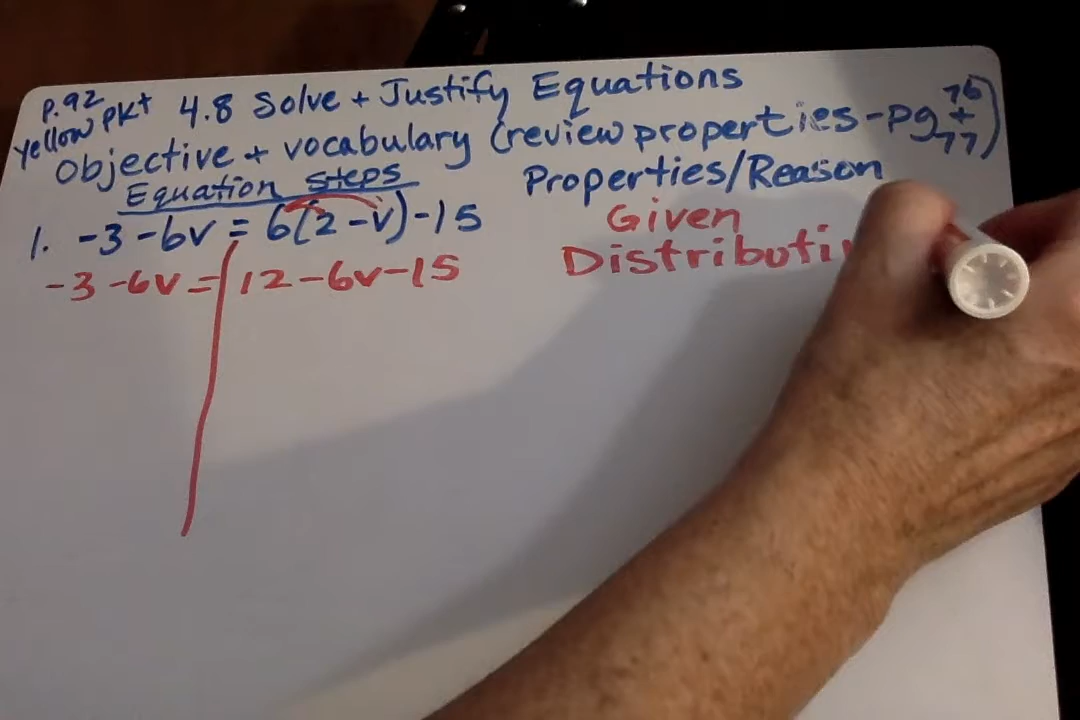 p.92
yellow pkt 4.8 Solve + Justify Equations
Objective + vocabulary (review properties-pg 76 + 77)
Equation steps
Properties/Reason
1. -3 -6v = 6(2-v)-15
Given
-3 -6v = 12 -6v -15
Distributi